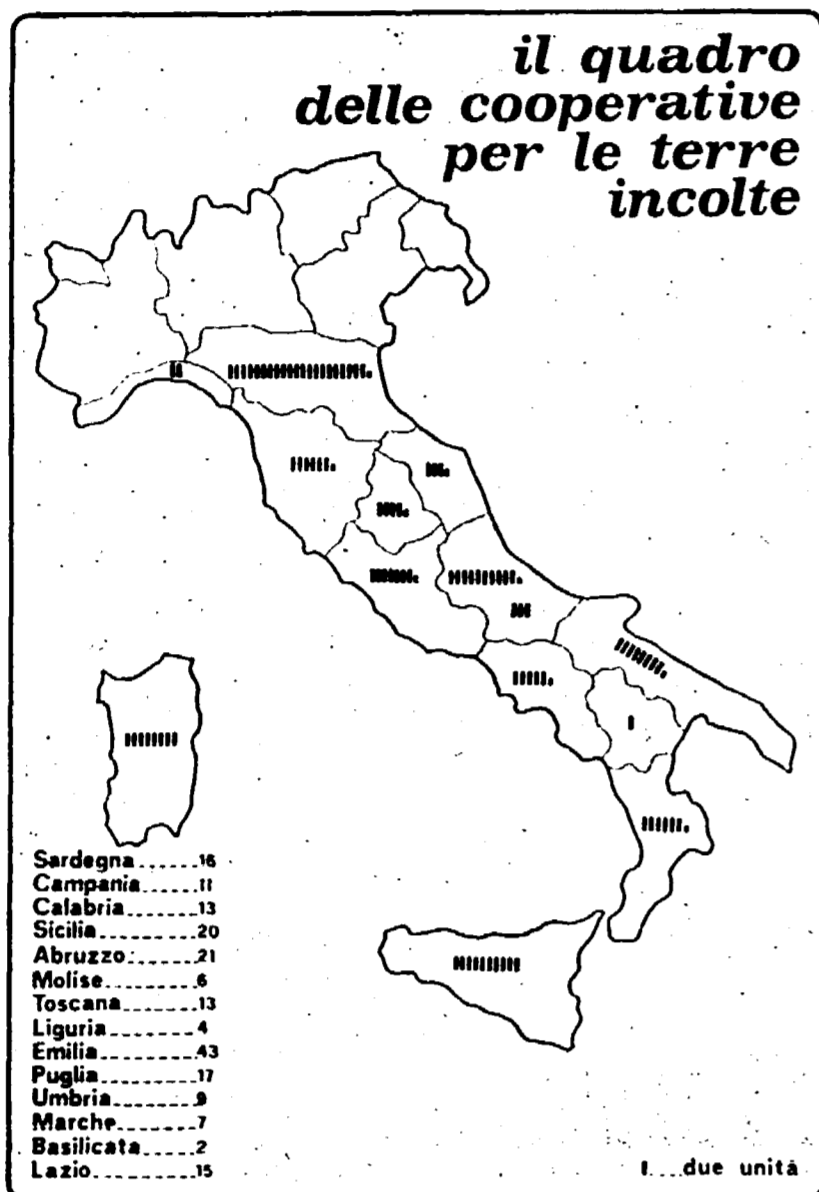 il quadro
delle cooperative
per le terre
incolte
Sardegna......16
Campania......11
Calabria.......13
Sicilia.........20
Abruzzo.......21
Molise.........6
Toscana.......13
Liguria........4
Emilia.........43
Puglia.........17
Umbria........9
Marche........7
Basilicata.....2
Lazio..........15
I....due unità